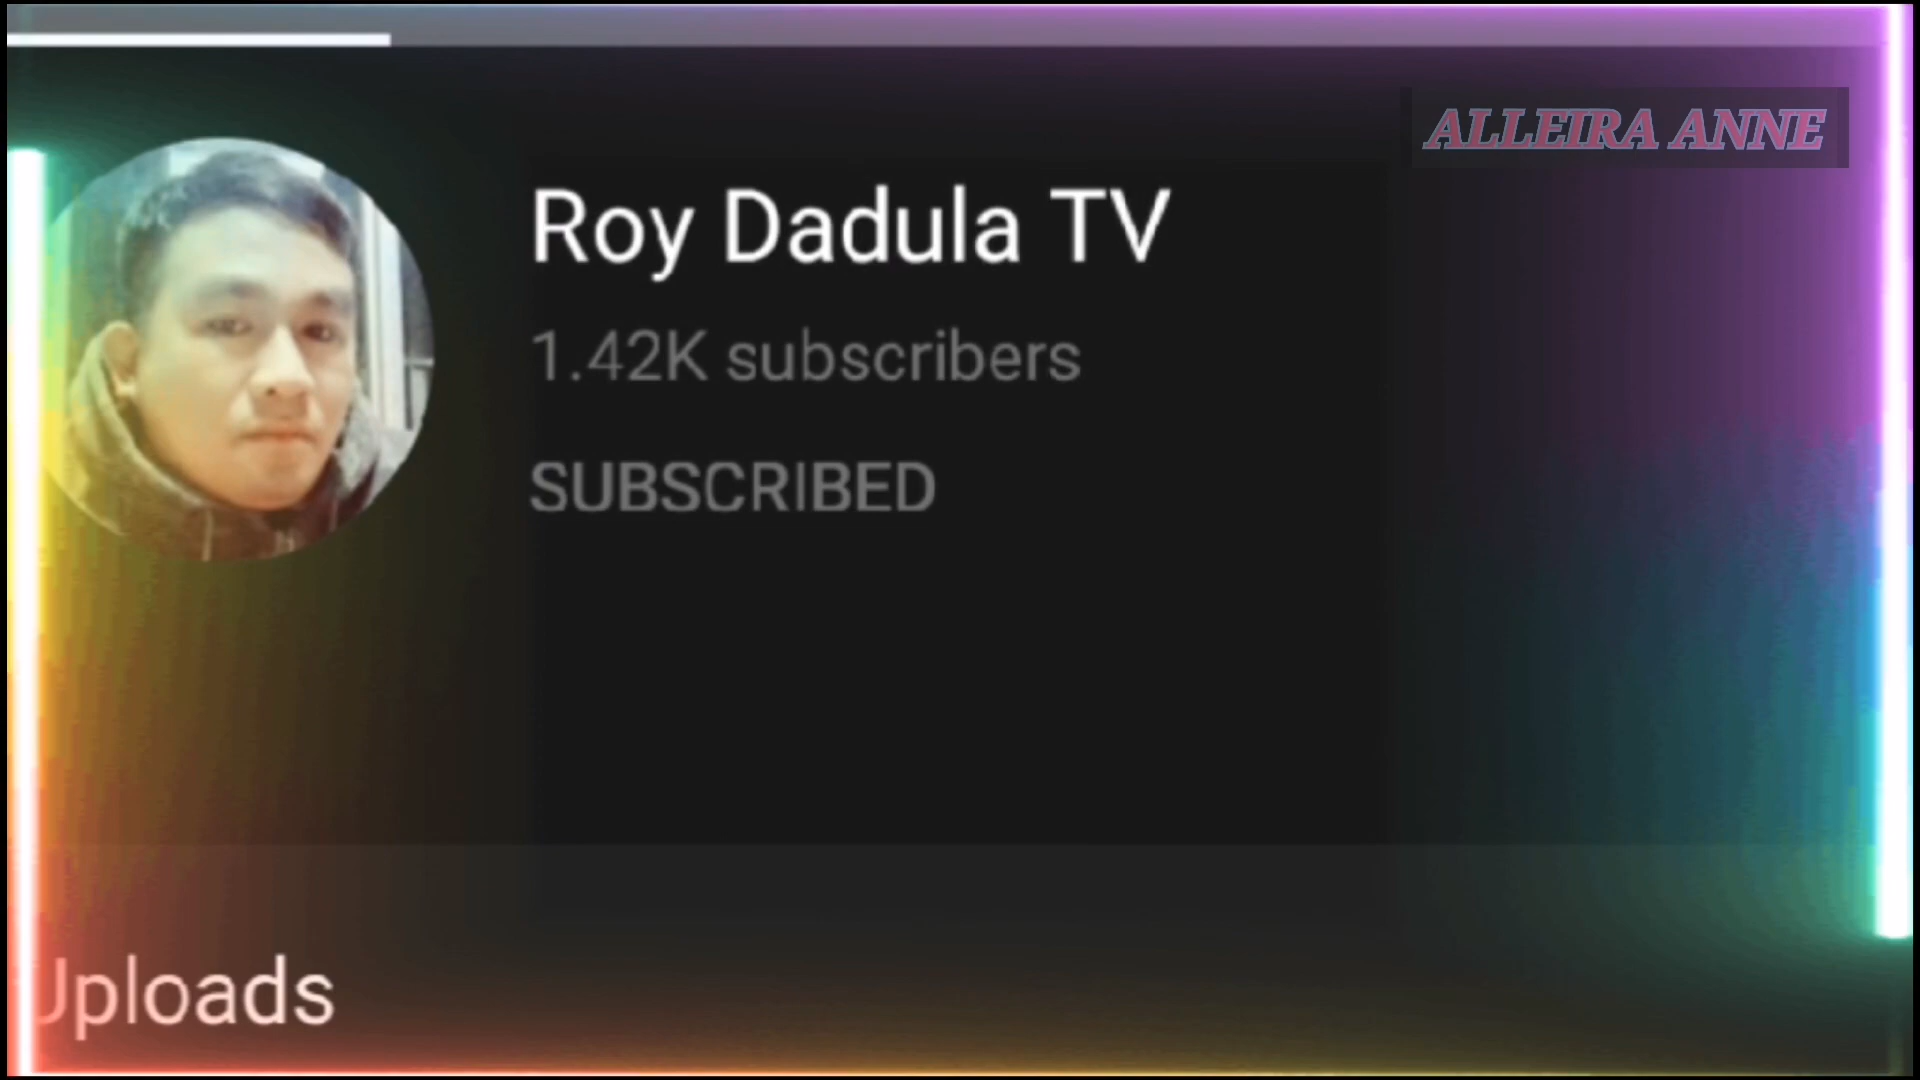 ALLEIRA ANNE
Roy Dadula TV
1.42K subscribers
SUBSCRIBED
Uploads